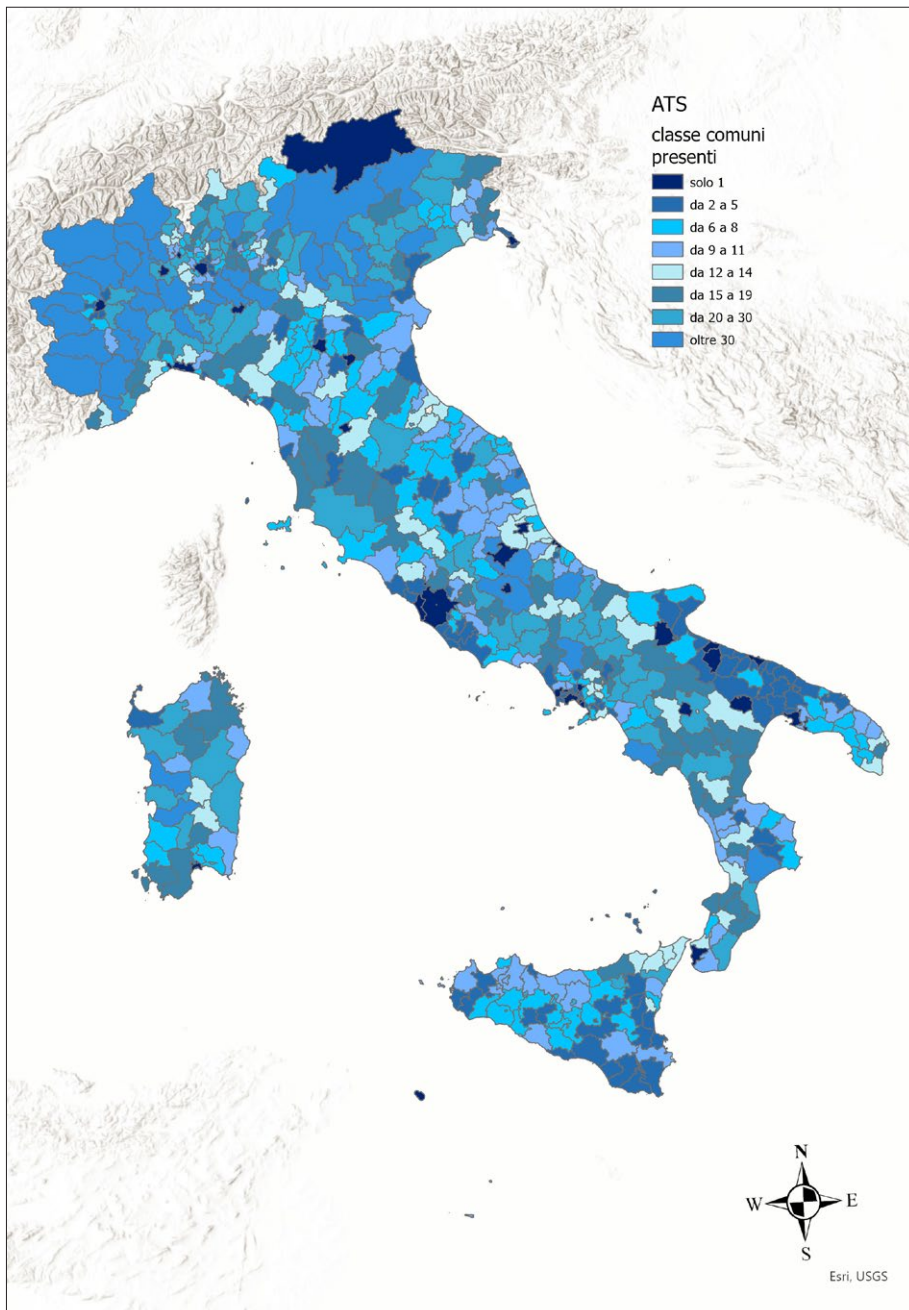 ATS
classe comuni
presenti
solo 1
da 2 a 5
da 6 a 8
da 9 a 11
da 12 a 14
da 15 a 19
da 20 a 30
oltre 30
N
W E
S
Esri, USGS